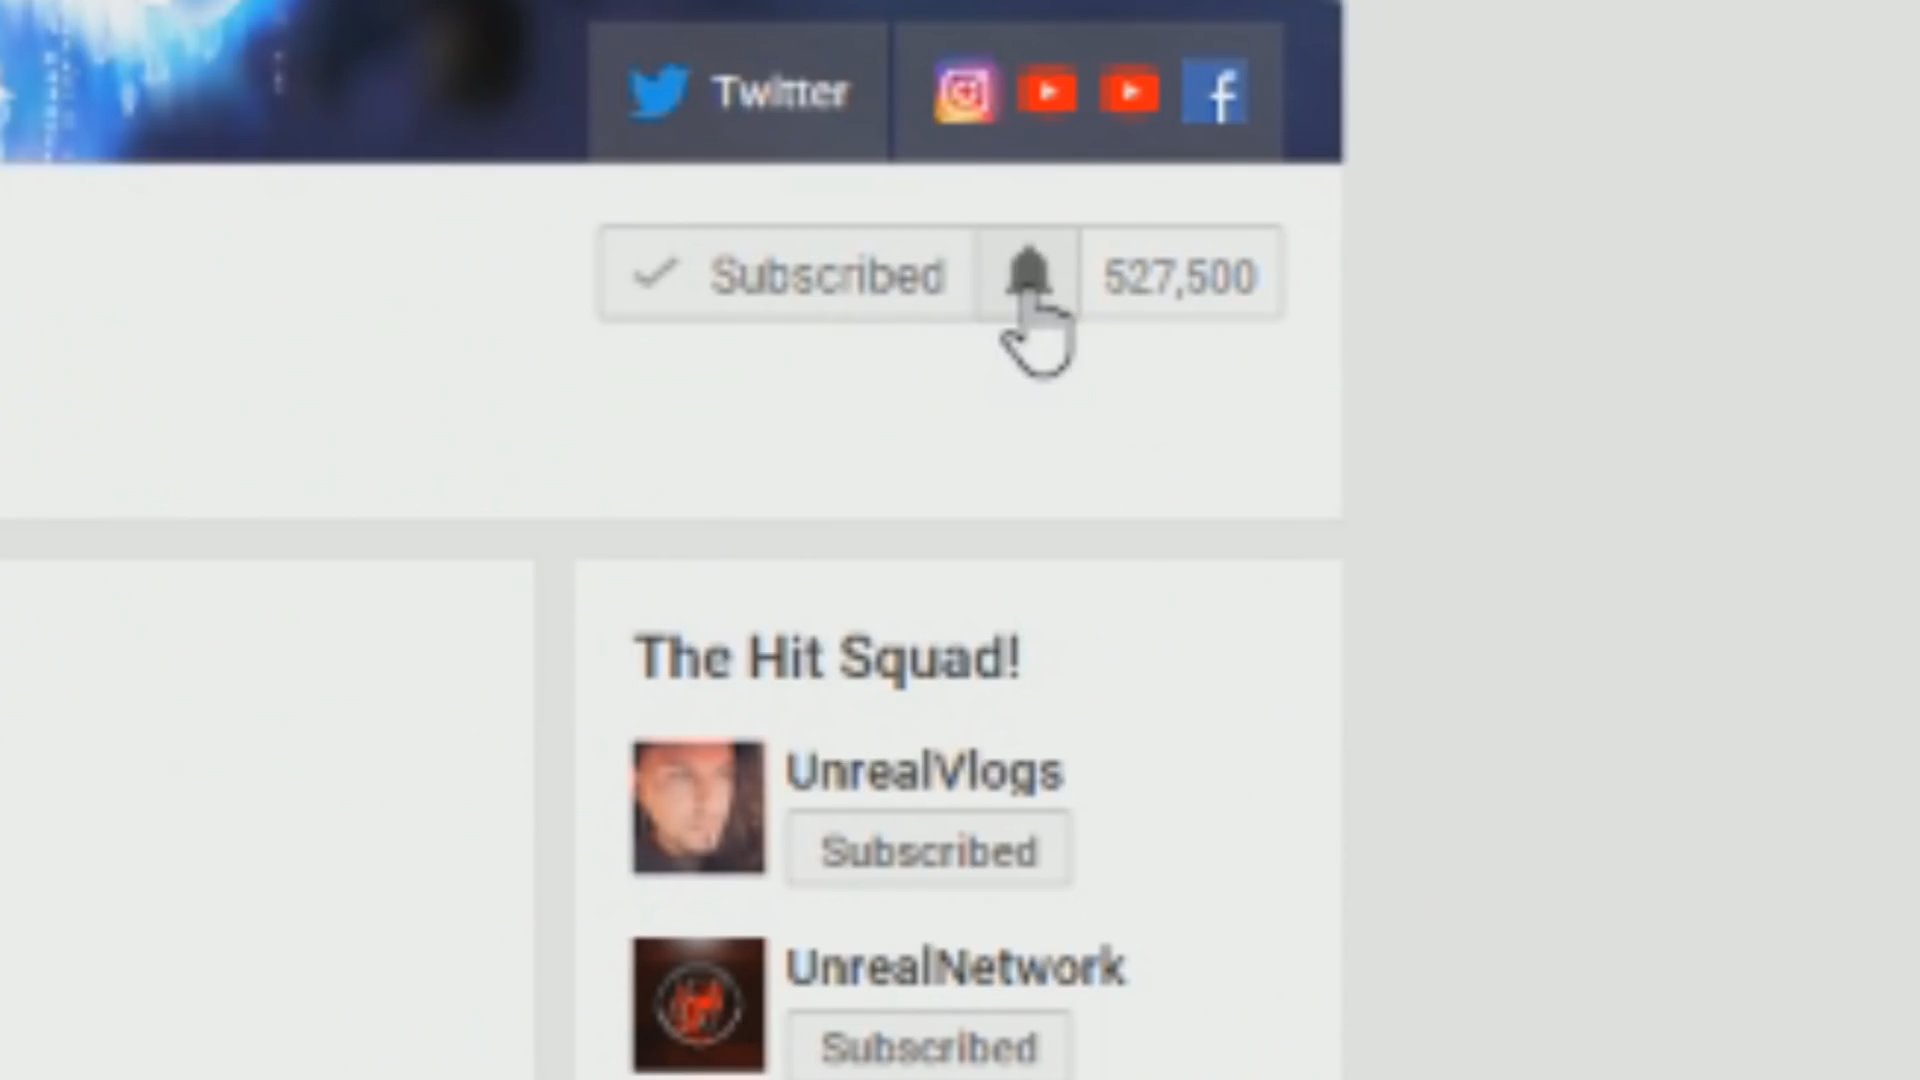 Twitter
Subscribed 527,500
The Hit Squad!
UnrealVlogs
Subscribed
UnrealNetwork
Subscribed